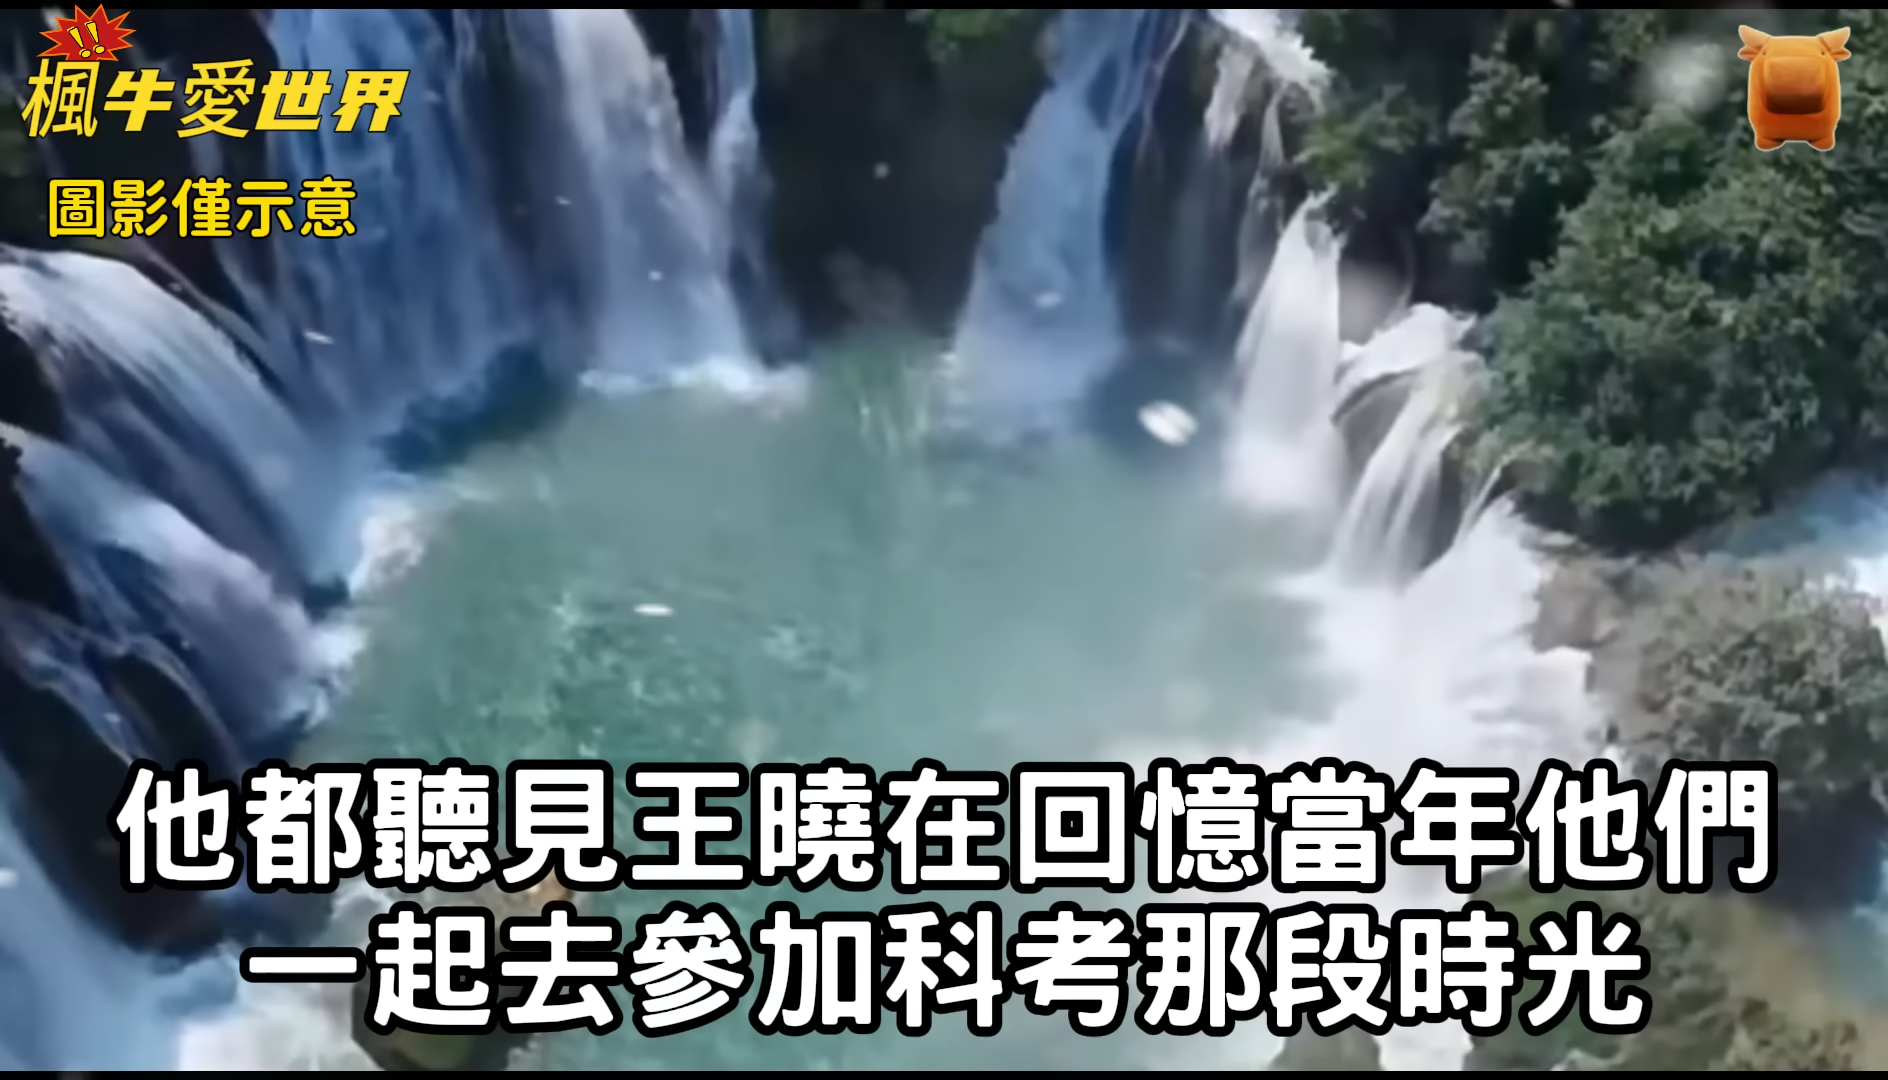 !!
楓牛愛世界
圖影僅示意
他都聽見王曉在回憶當年他們
一起去參加科考那段時光